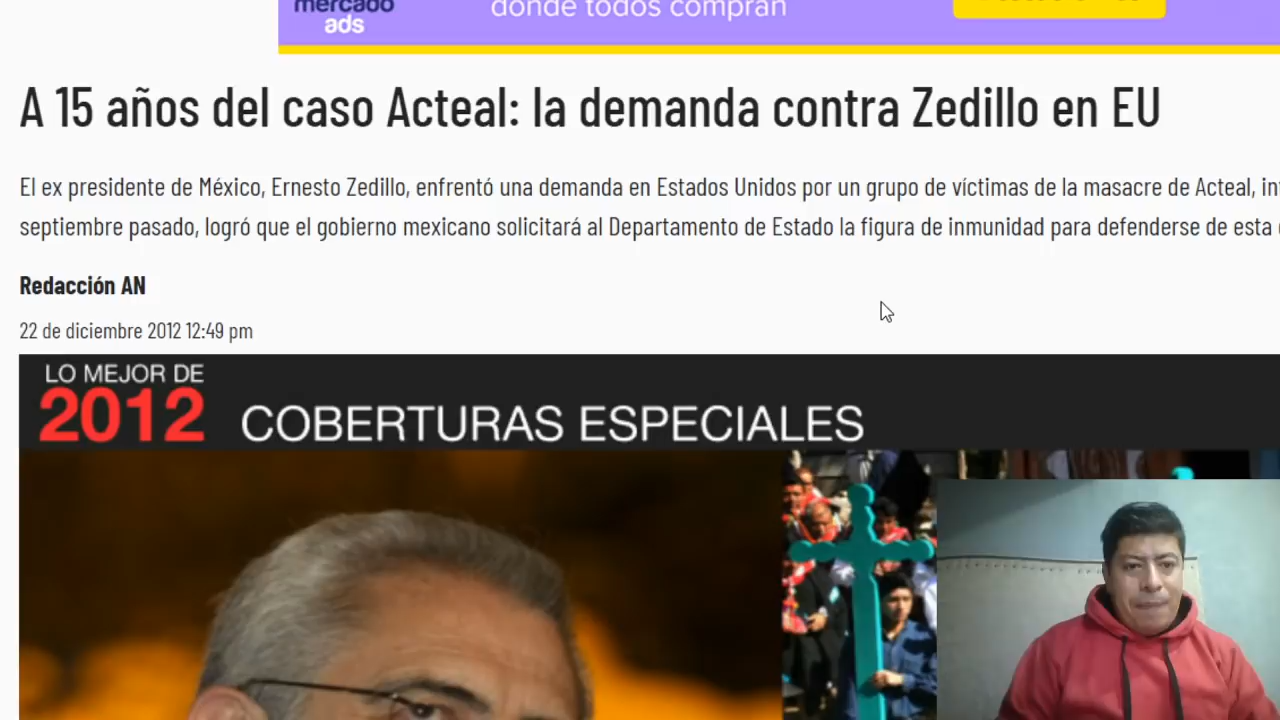 mercado
ads
donde todos compran
A 15 años del caso Acteal: la demanda contra Zedillo en EU
El ex presidente de México, Ernesto Zedillo, enfrentó una demanda en Estados Unidos por un grupo de víctimas de la masacre de Acteal,
septiembre pasado, logró que el gobierno mexicano solicitará al Departamento de Estado la figura de inmunidad para defenderse de esta
Redacción AN
22 de diciembre 2012 12:49 pm
LO MEJOR DE
2012
COBERTURAS ESPECIALES